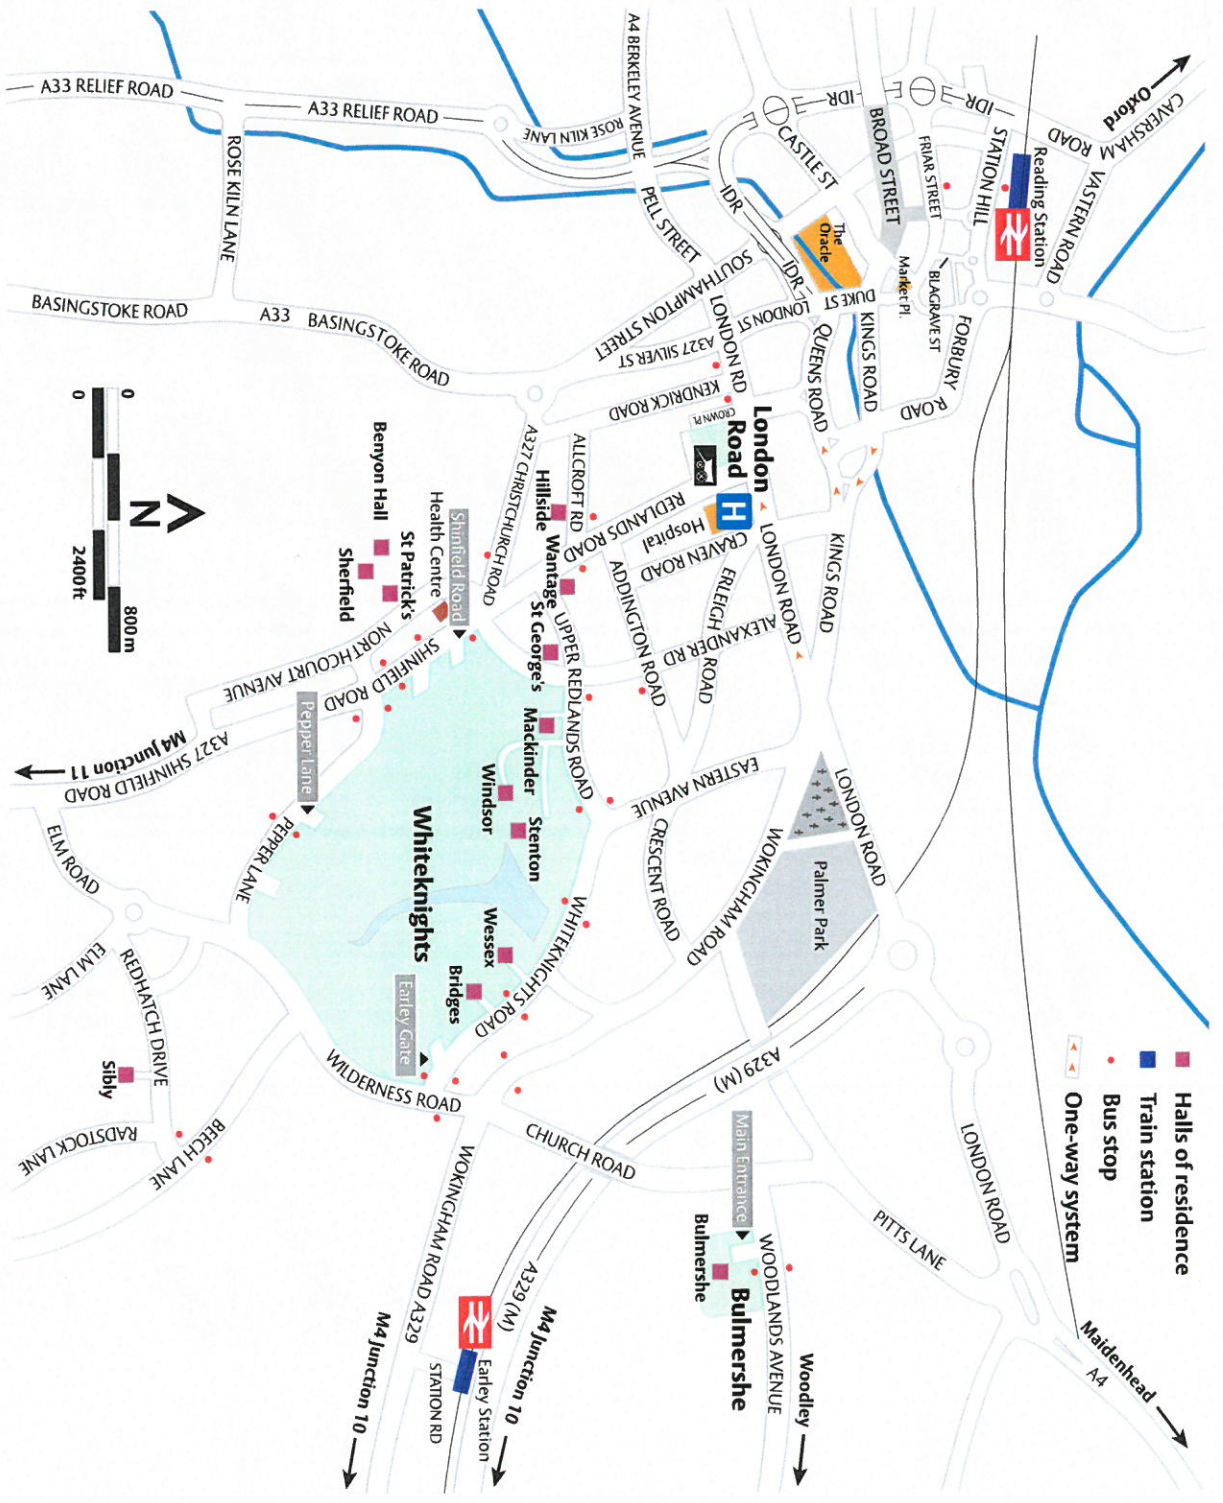 Oxford
CAVERSHAM
ROAD
VASTERN ROAD
Reading Station
STATION HILL
IDR
IDR
FRIAR STREET
BROAD STREET
CASTLE ST
The
Oracle
Market Pl.
BLAGRAVE ST
FORBURY
ROAD
DUKE ST
KINGS ROAD
QUEENS ROAD
LONDON ST
IDR
IDR
A4 BERKELEY AVENUE
ROSE KILN LANE
PELL STREET
SOUTHAMPTON STREET
LONDON RD
A327 SILVER ST
KENDRICK ROAD
CROWN PL
London
Road
A33 RELIEF ROAD
A33 RELIEF ROAD
ROSE KILN LANE
BASINGSTOKE ROAD
A33 BASINGSTOKE ROAD
A327 CHRISTCHURCH ROAD
ALLCROFT RD
REDLANDS ROAD
H
Hospital
CRAVEN ROAD
ERLEIGH ROAD
ADDINGTON ROAD
ALEXANDER RD
LONDON ROAD
KINGS ROAD
Hillside
Wantage
St George's
UPPER REDLANDS ROAD
Mackinder
Windsor
Stenton
Wessex
Bridges
Whiteknights
Benyon Hall
St Patrick's
Sherfield
Health Centre
Shinfield Road
NORTHCOURT AVENUE
SHINFIELD ROAD
A327 SHINFIELD ROAD
M4 Junction 11
Pepper Lane
PEPPER LANE
ELM ROAD
ELM LANE
REDHATCH DRIVE
Sibly
RADSTOCK LANE
BEECH LANE
WILDERNESS ROAD
Earley Gate
WHITEKNIGHTS ROAD
EASTERN AVENUE
CRESCENT ROAD
WOKINGHAM ROAD
LONDON ROAD
Palmer Park
A329 (M)
CHURCH ROAD
WOKINGHAM ROAD A329
A329 (M)
M4 Junction 10
M4 Junction 10
Earley Station
STATION RD
Main Entrance
Bulmershe
Bulmershe
WOODLANDS AVENUE
Woodley
PITTS LANE
LONDON ROAD
Maidenhead
A4
Halls of residence
Train station
Bus stop
One-way system
N
0
800 m
0
2400 ft